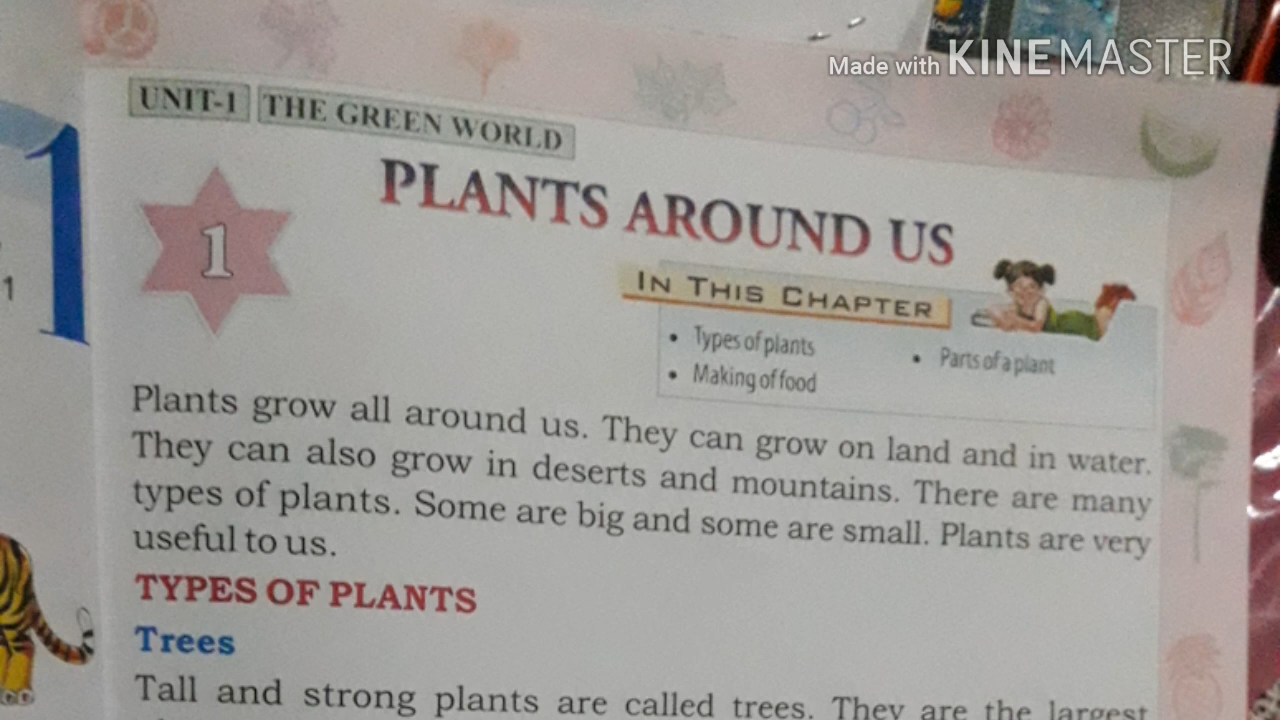 Made with KINEMASTER
UNIT-1 THE GREEN WORLD
PLANTS AROUND US
1
1
IN THIS CHAPTER
• Types of plants
• Parts of a plant
• Making of food
Plants grow all around us. They can grow on land and in water.
They can also grow in deserts and mountains. There are many
types of plants. Some are big and some are small. Plants are very
useful to us.
TYPES OF PLANTS
Trees
Tall and strong plants are called trees. They are the largest